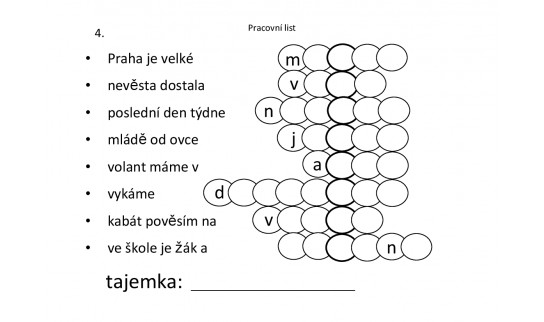 Pracovní list
4.
• Praha je velké m
• nevěsta dostala v
• poslední den týdne n
• mládě od ovce j
• volant máme v a
• vykáme d
• kabát pověsím na v
• ve škole je žák a n
tajemka: ____________